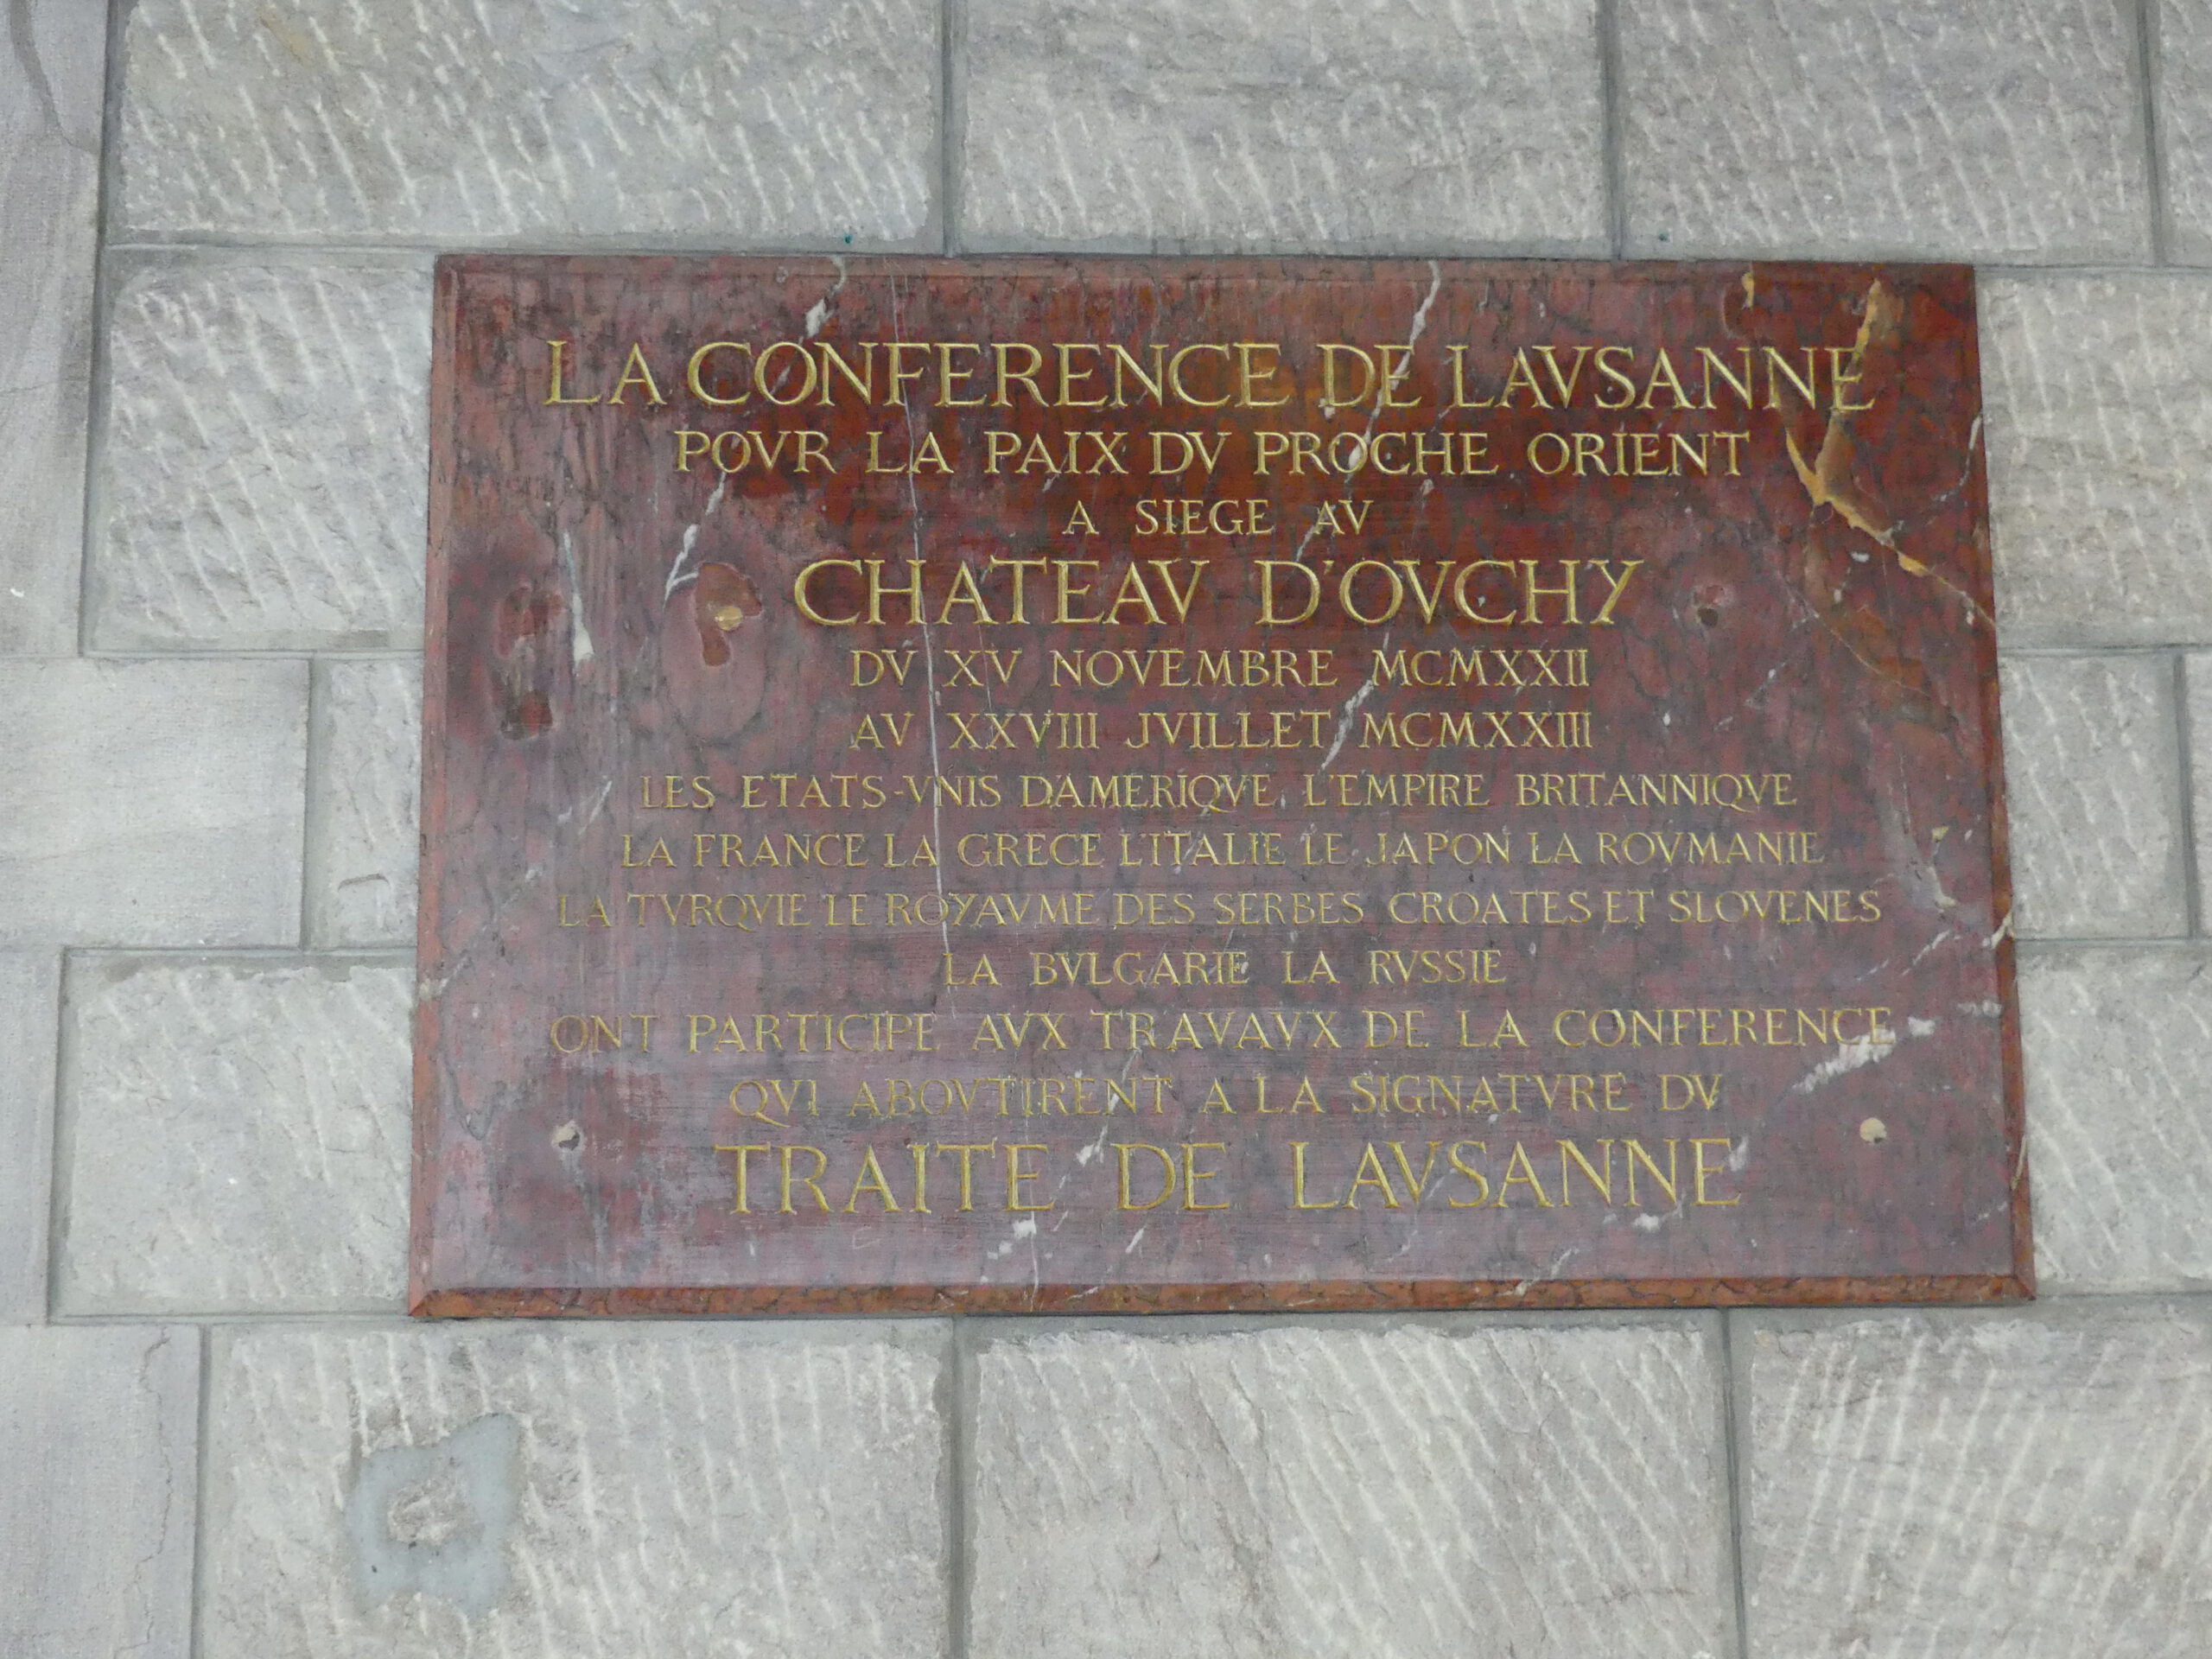 LA CONFERENCE DE LAVSANNE
POVR LA PAIX DV PROCHE ORIENT
A SIEGE AV
CHATEAV D'OVCHY
DV XV NOVEMBRE MCMXXII
AV XXVIII JVILLET MCMXXIII
LES ETATS-VNIS D'AMERIQVE L'EMPIRE BRITANNIQVE
LA FRANCE LA GRECE L'ITALIE LE JAPON LA ROVMANIE
LA TVRQVIE LE ROYAVME DES SERBES CROATES ET SLOVENES
LA BVLGARIE LA RVSSIE
ONT PARTICIPE AVX TRAVAVX DE LA CONFERENCE
QVI ABOVTIRENT A LA SIGNATVRE DV
TRAITE DE LAVSANNE